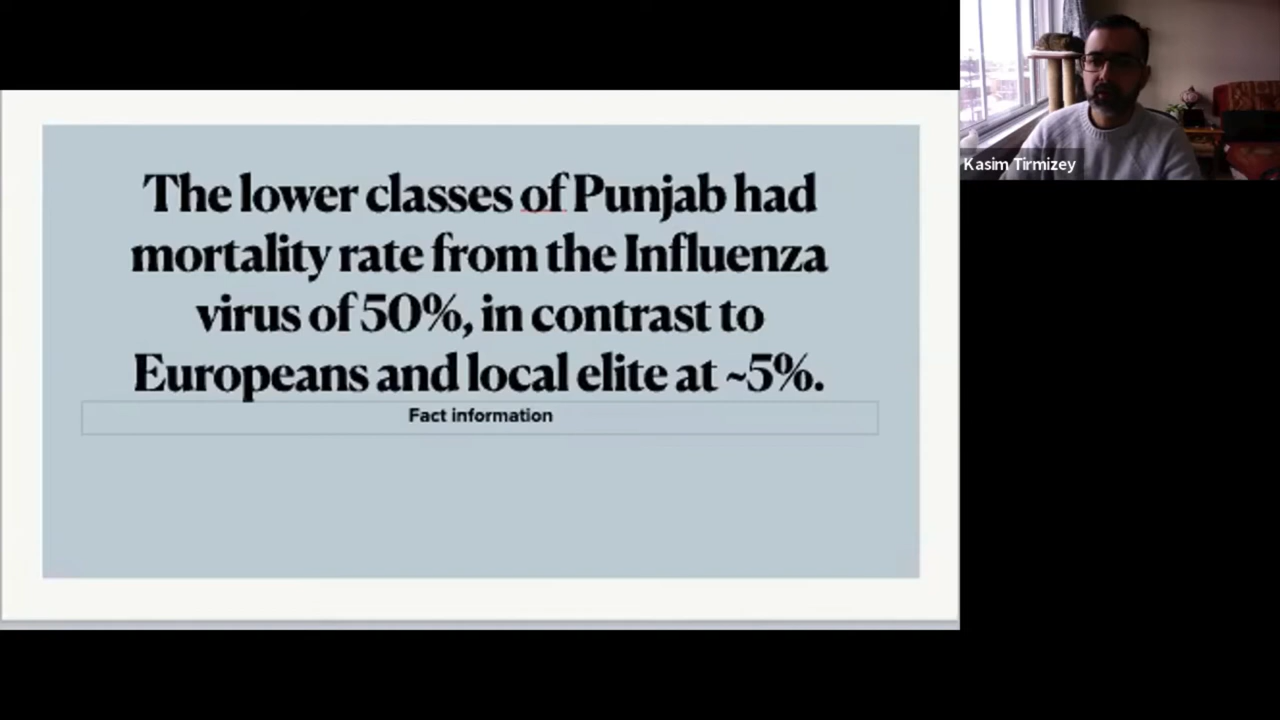 The lower classes of Punjab had
mortality rate from the Influenza
virus of 50%, in contrast to
Europeans and local elite at ~5%.
Fact information
Kasim Tirmizey